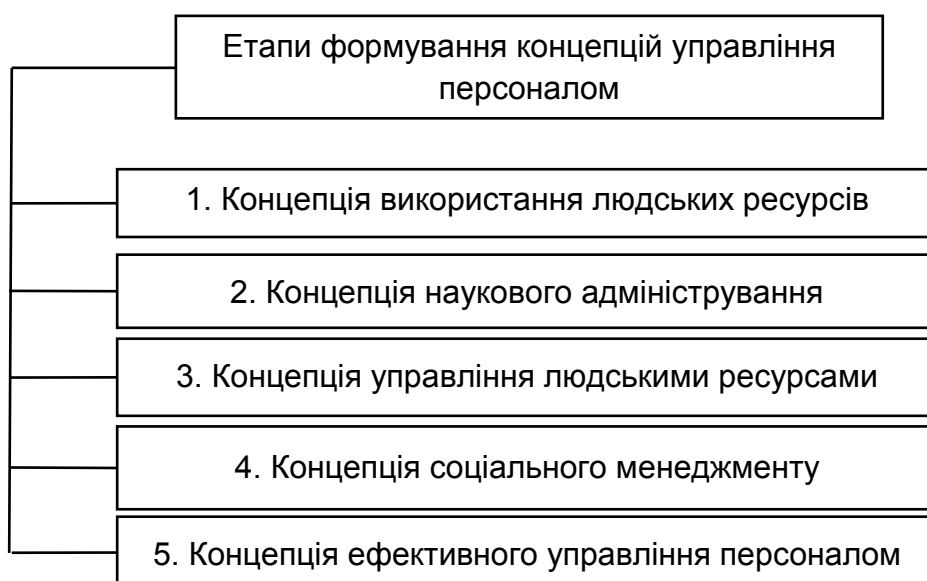 Етапи формування концепцій управління
персоналом
1. Концепція використання людських ресурсів
2. Концепція наукового адміністрування
3. Концепція управління людськими ресурсами
4. Концепція соціального менеджменту
5. Концепція ефективного управління персоналом